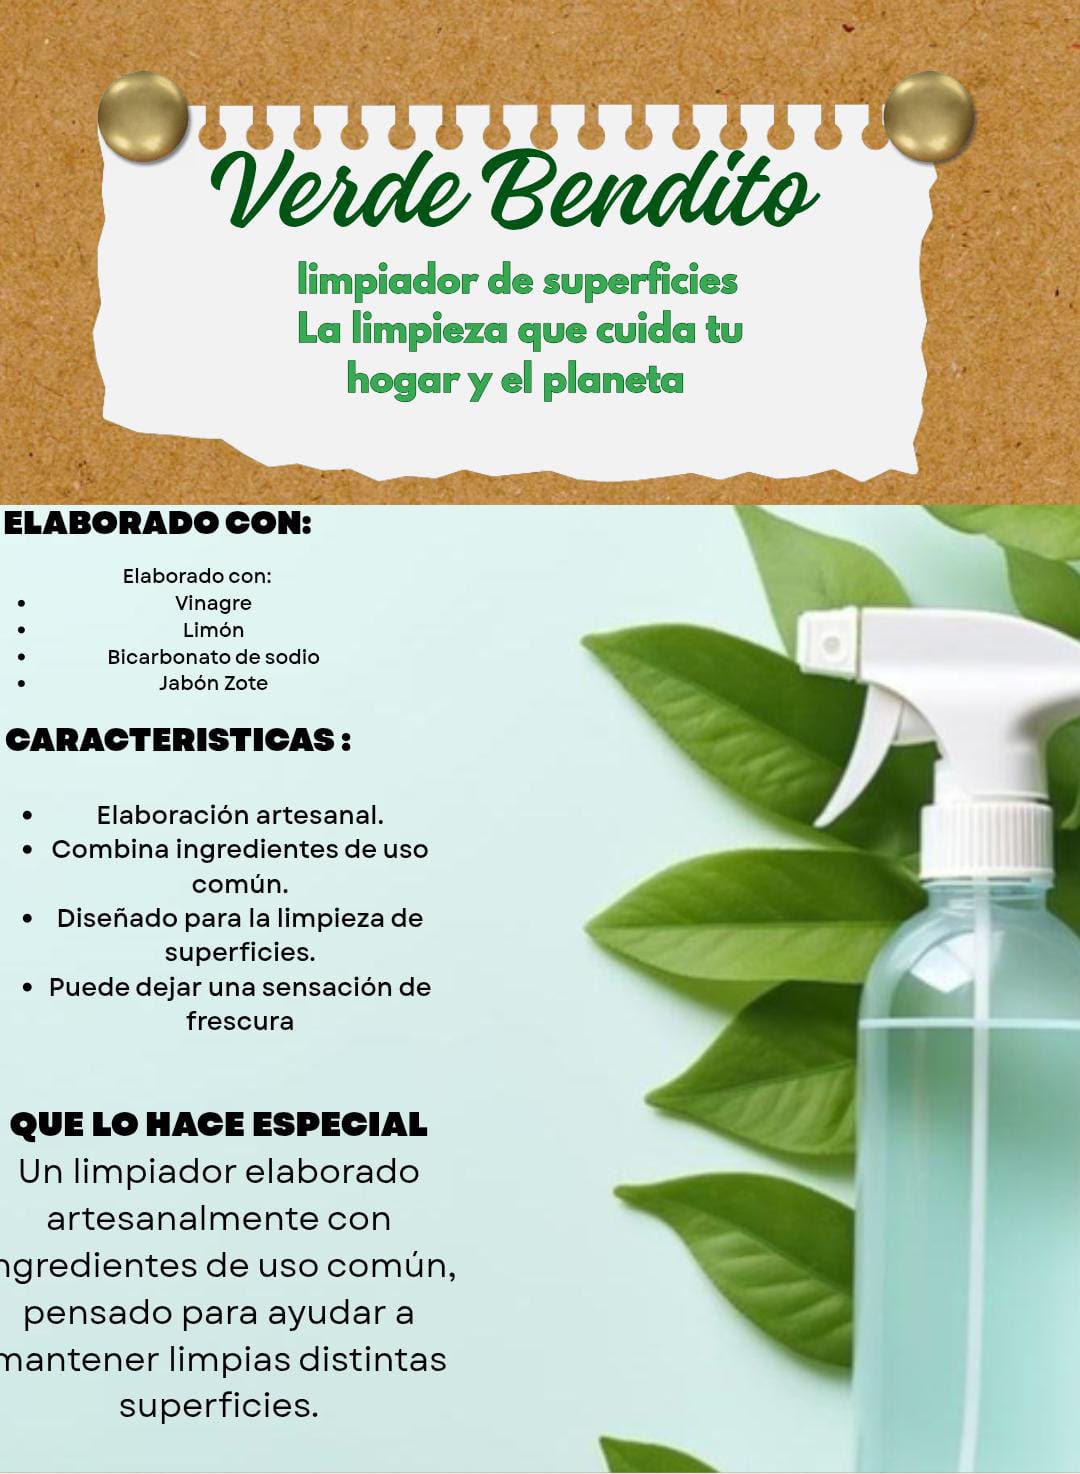 Verde Bendito
limpiador de superficies
La limpieza que cuida tu
hogar y el planeta
ELABORADO CON:
Elaborado con:
• Vinagre
• Limón
• Bicarbonato de sodio
• Jabón Zote
CARACTERISTICAS :
• Elaboración artesanal.
• Combina ingredientes de uso
común.
• Diseñado para la limpieza de
superficies.
• Puede dejar una sensación de
frescura
QUE LO HACE ESPECIAL
Un limpiador elaborado
artesanalmente con
ngredientes de uso común,
pensado para ayudar a
mantener limpias distintas
superficies.